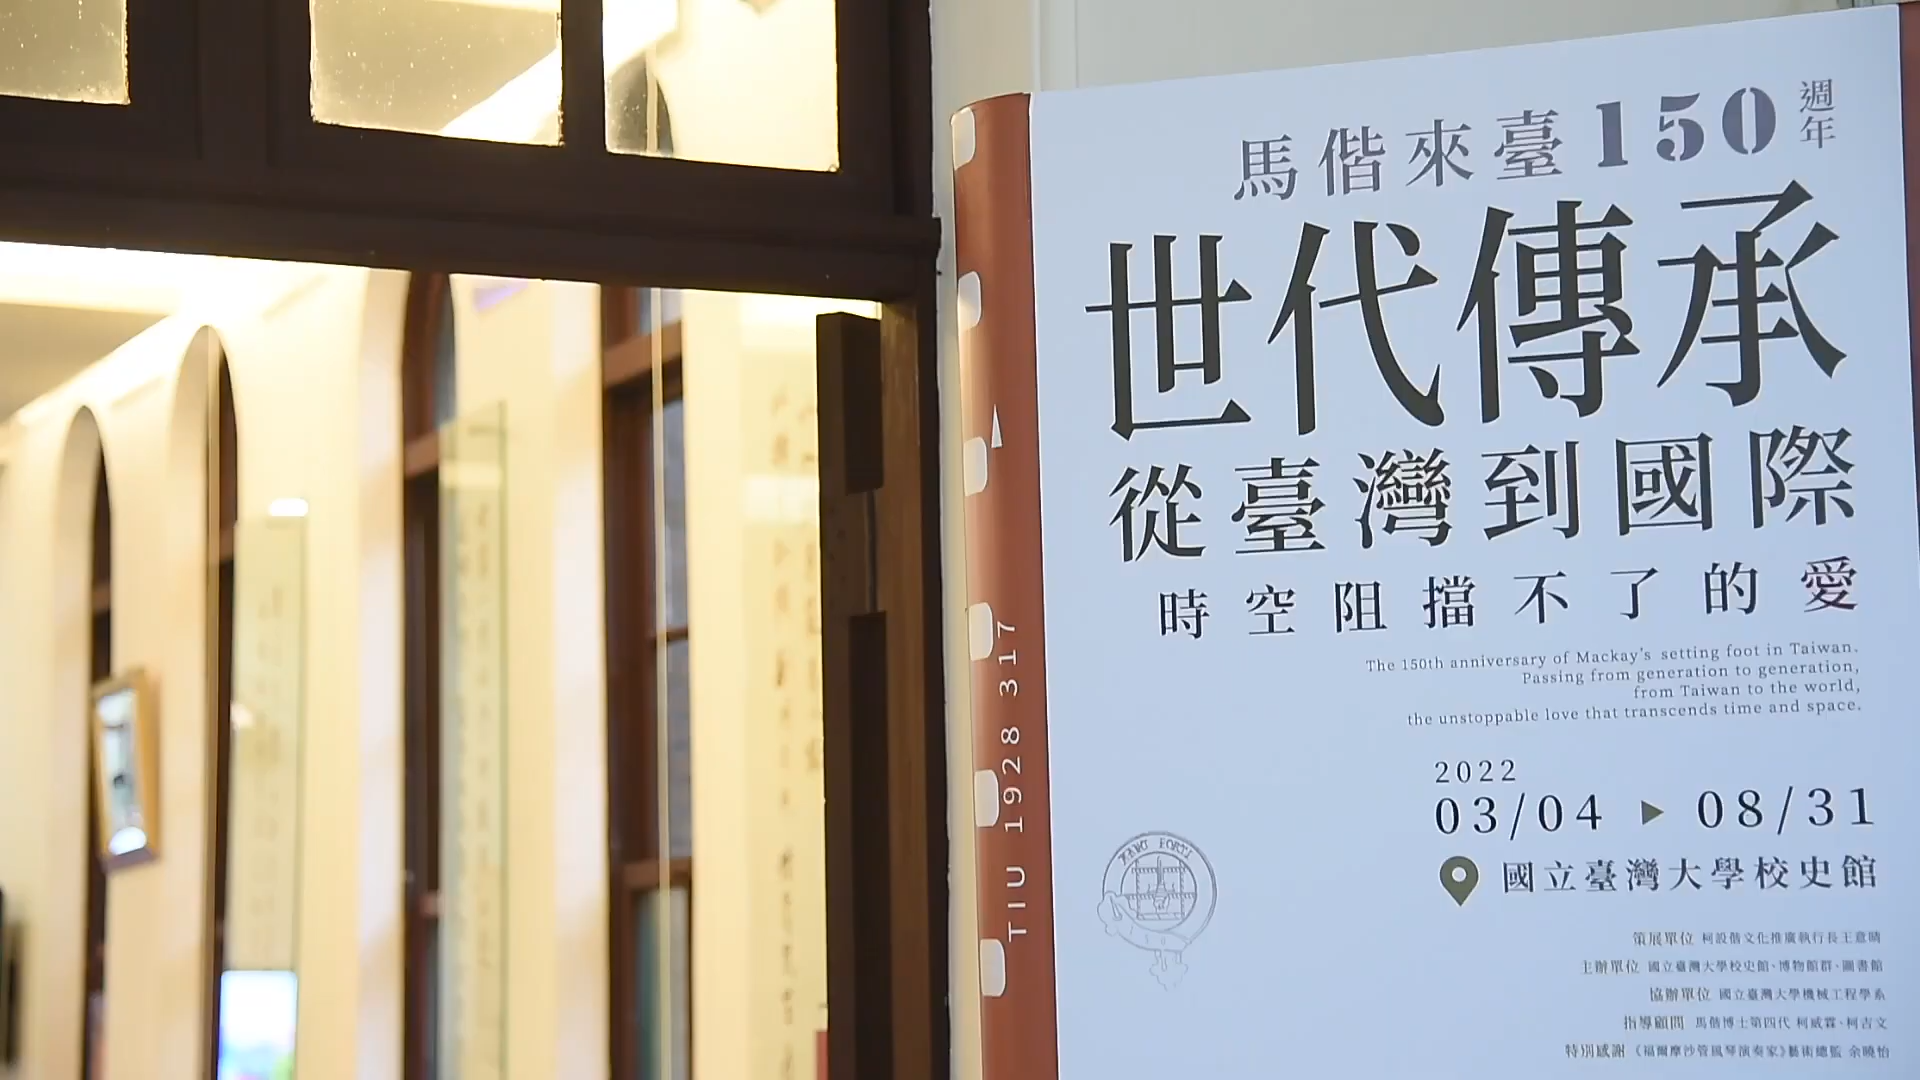 馬偕來臺150週年
世代傳承
從臺灣到國際
時空阻擋不了的愛
The 150th anniversary of Mackay's setting foot in Taiwan.
Passing from generation to generation,
from Taiwan to the world,
the unstoppable love that transcends time and space.
2022
03/04 ▶ 08/31
國立臺灣大學校史館
策展單位 柯設偕文化推廣執行長王意晴
主辦單位 國立臺灣大學校史館、博物館群、圖書館
協辦單位 國立臺灣大學機械工程學系
指導顧問 馬偕博士第四代 柯威霖、柯吉文
特別感謝 《福爾摩沙管風琴演奏家》藝術總監 余曉怡
TIU 1928 317